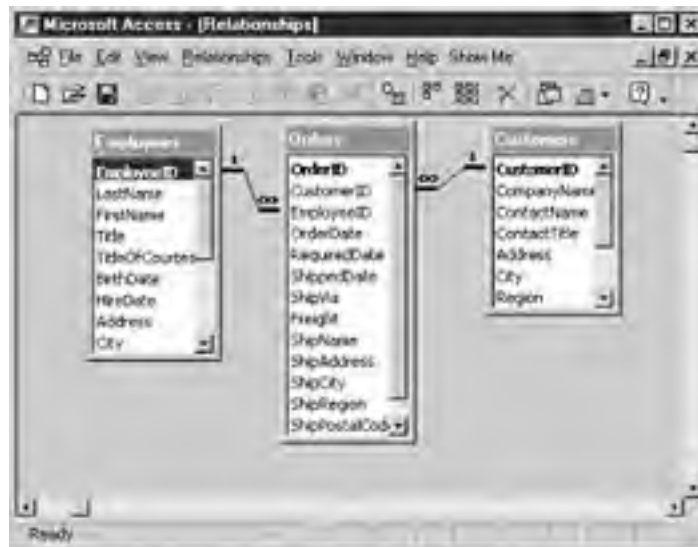 Microsoft Access - [Relationships]
File Edit View Relationships Tools Window Help Show Me
Employees
EmployeeID
LastName
FirstName
Title
TitleOfCourtes
BirthDate
HireDate
Address
City
1
∞
Orders
OrderID
CustomerID
EmployeeID
OrderDate
RequiredDate
ShippedDate
ShipVia
Freight
ShipName
ShipAddress
ShipCity
ShipRegion
ShipPostalCod
∞
1
Customers
CustomerID
CompanyName
ContactName
ContactTitle
Address
City
Region
Ready